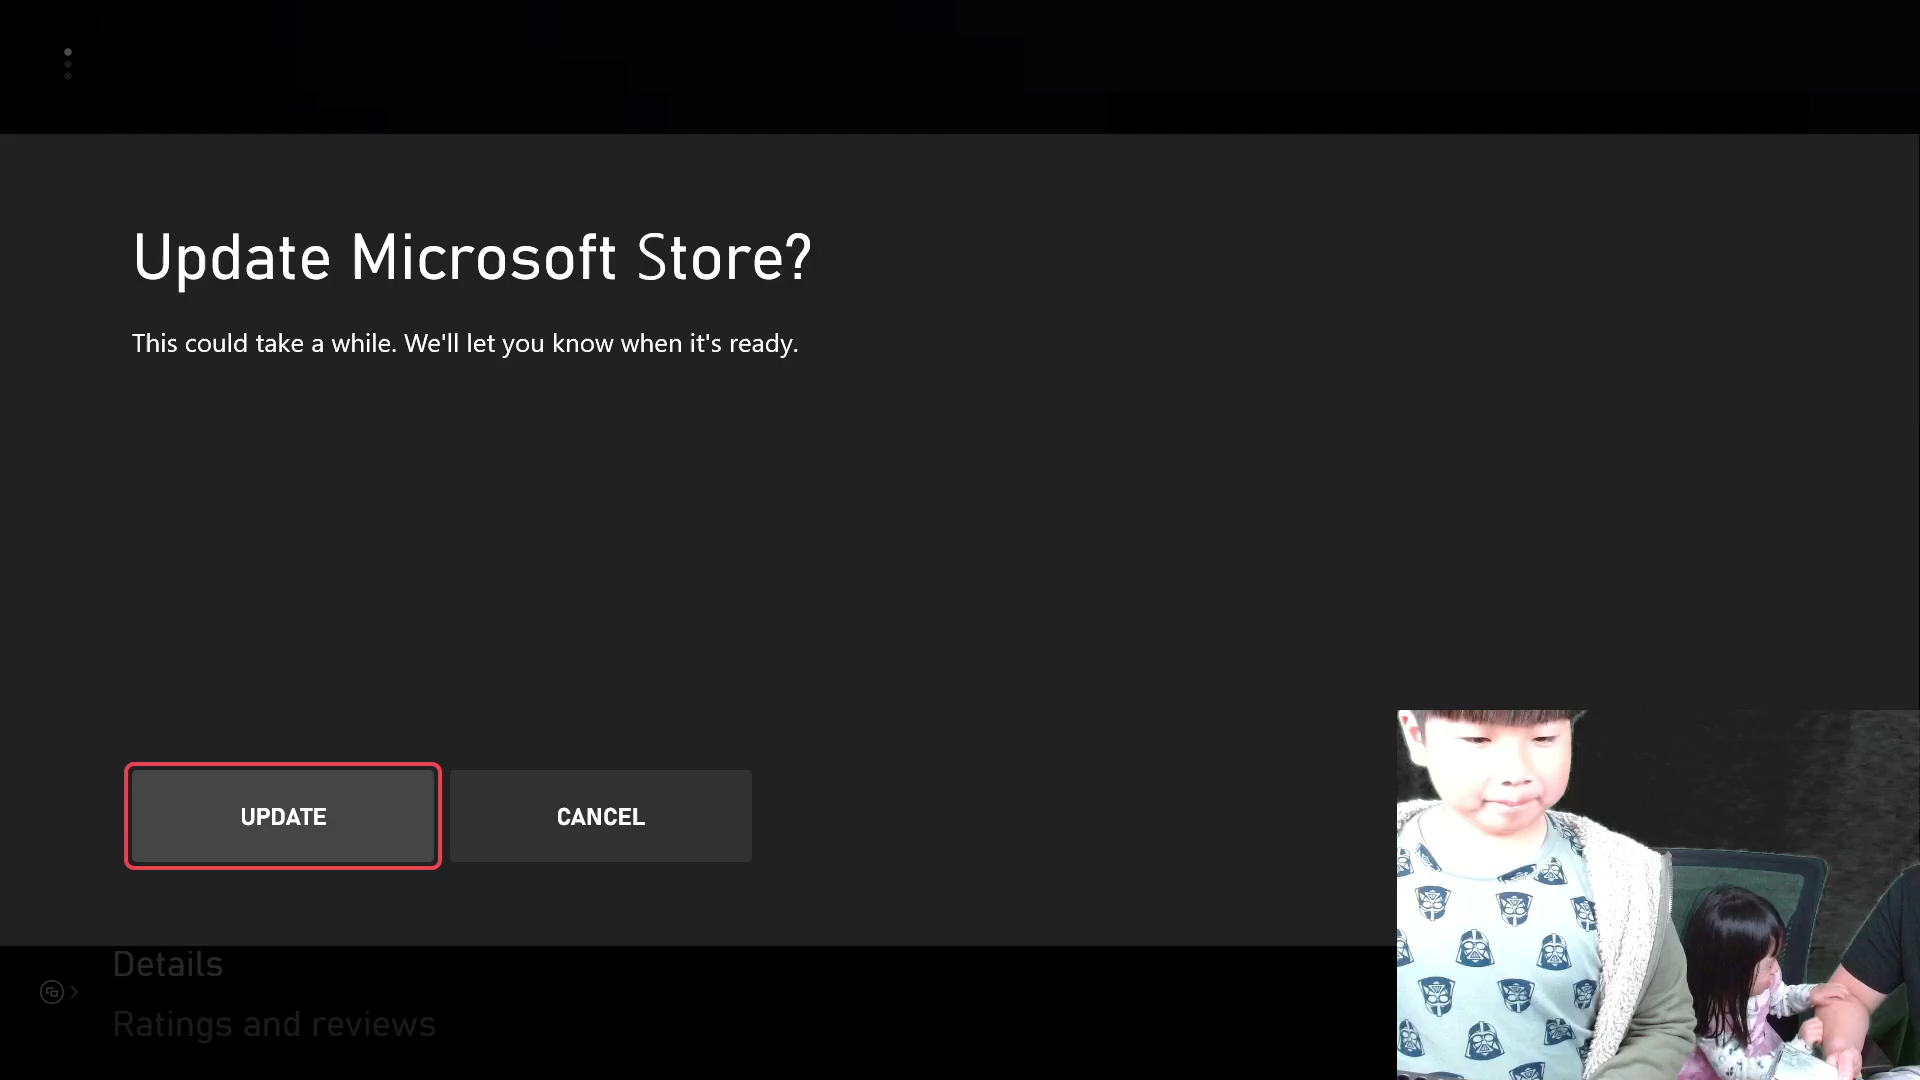 Update Microsoft Store?
This could take a while. We'll let you know when it's ready.
UPDATE
CANCEL
Details
Ratings and reviews